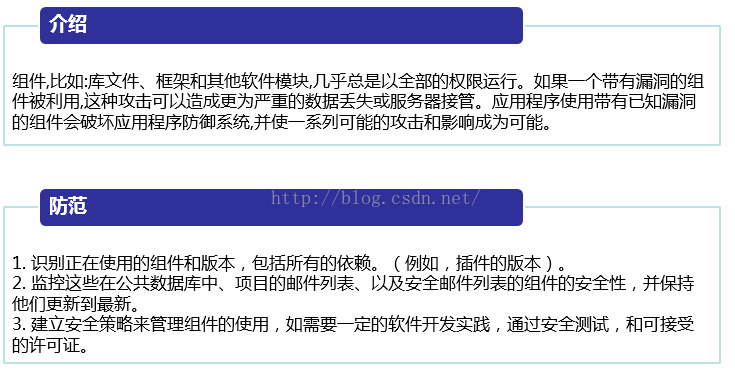 介绍
组件,比如:库文件、框架和其他软件模块,几乎总是以全部的权限运行。如果一个带有漏洞的组
件被利用,这种攻击可以造成更为严重的数据丢失或服务器接管。应用程序使用带有已知漏洞
的组件会破坏应用程序防御系统,并使一系列可能的攻击和影响成为可能。
http://blog.csdn.net/
防范
1. 识别正在使用的组件和版本，包括所有的依赖。（例如，插件的版本）。
2. 监控这些在公共数据库中、项目的邮件列表、以及安全邮件列表的组件的安全性，并保持
他们更新到最新。
3. 建立安全策略来管理组件的使用，如需要一定的软件开发实践，通过安全测试，和可接受
的许可证。